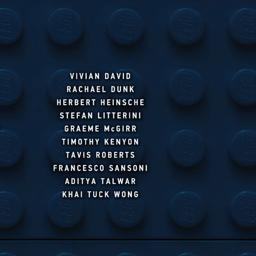 VIVIAN DAVID
RACHAEL DUNK
HERBERT HEINSCHE
STEFAN LITTERINI
GRAEME McGIRR
TIMOTHY KENYON
TAVIS ROBERTS
FRANCESCO SANSONI
ADITYA TALWAR
KHAI TUCK WONG